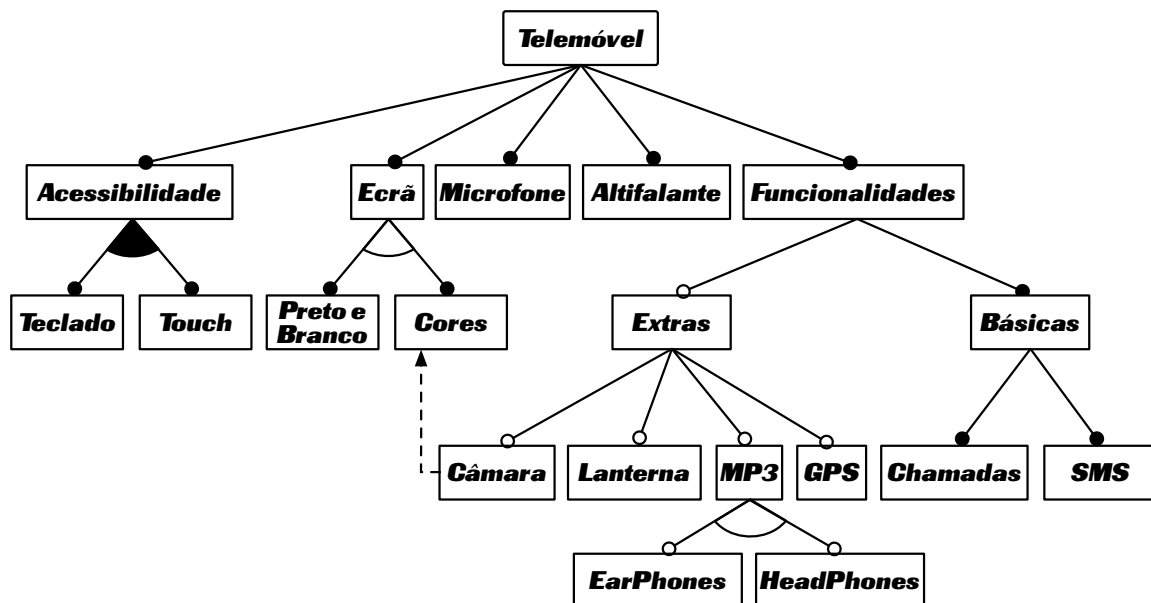 Telemóvel
Acessibilidade
Ecrã
Microfone
Altifalante
Funcionalidades
Teclado
Touch
Preto e
Branco
Cores
Extras
Básicas
Câmara
Lanterna
MP3
GPS
Chamadas
SMS
EarPhones
HeadPhones